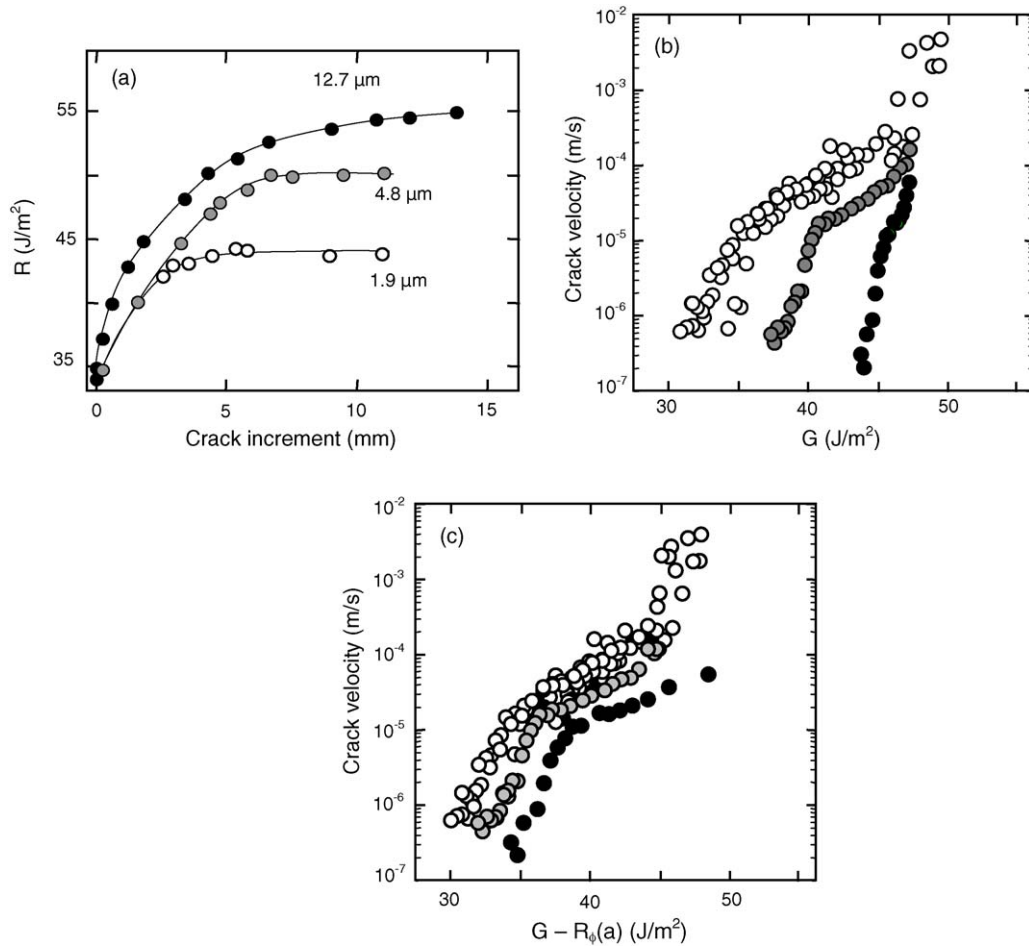 (a)
12.7 µm
4.8 µm
1.9 µm
55
45
35
R (J/m²)
0
5
10
15
Crack increment (mm)
(b)
10⁻²
10⁻³
10⁻⁴
10⁻⁵
10⁻⁶
10⁻⁷
Crack velocity (m/s)
30
40
50
G (J/m²)
(c)
10⁻²
10⁻³
10⁻⁴
10⁻⁵
10⁻⁶
10⁻⁷
Crack velocity (m/s)
30
40
50
G – R_ϕ(a) (J/m²)